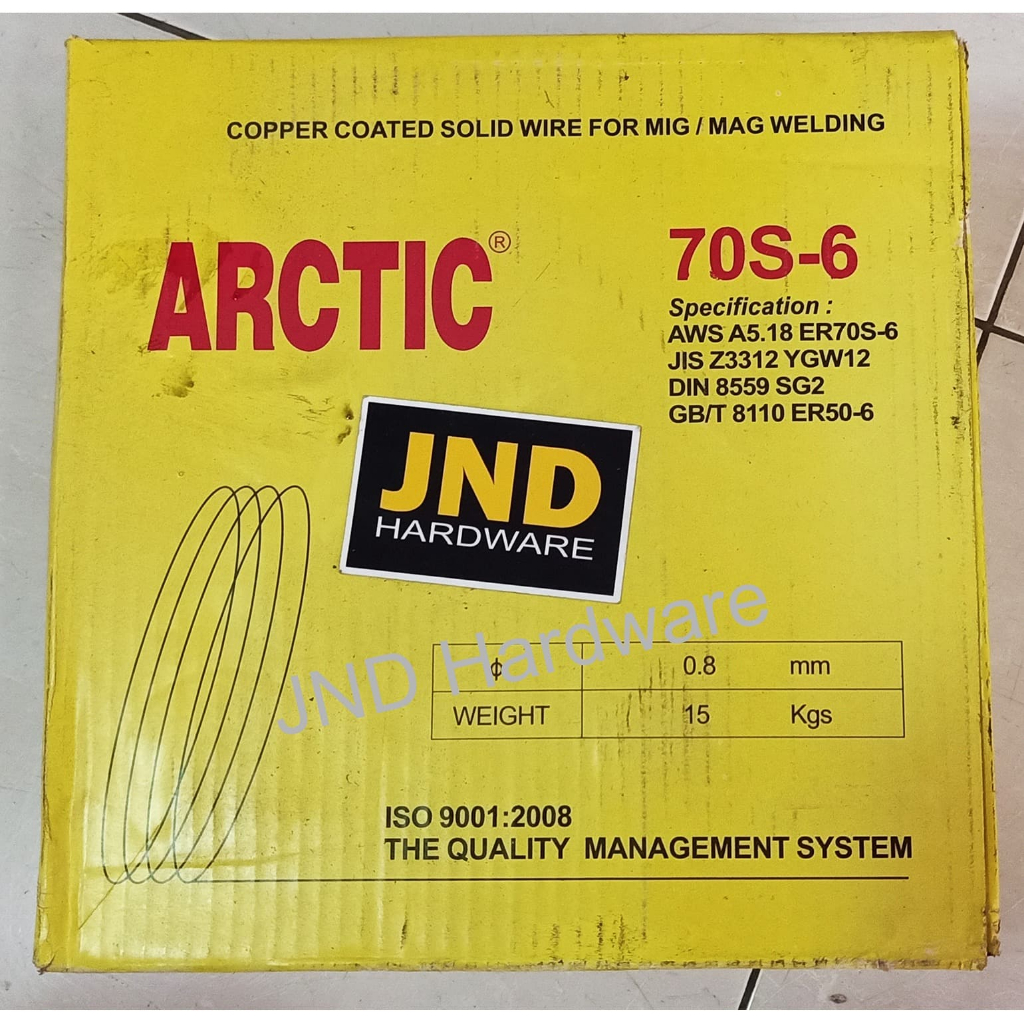 COPPER COATED SOLID WIRE FOR MIG / MAG WELDING
ARCTIC®
70S-6
Specification :
AWS A5.18 ER70S-6
JIS Z3312 YGW12
DIN 8559 SG2
GB/T 8110 ER50-6
JND
HARDWARE
JND Hardware
¢ 0.8 mm
WEIGHT 15 Kgs
ISO 9001:2008
THE QUALITY MANAGEMENT SYSTEM